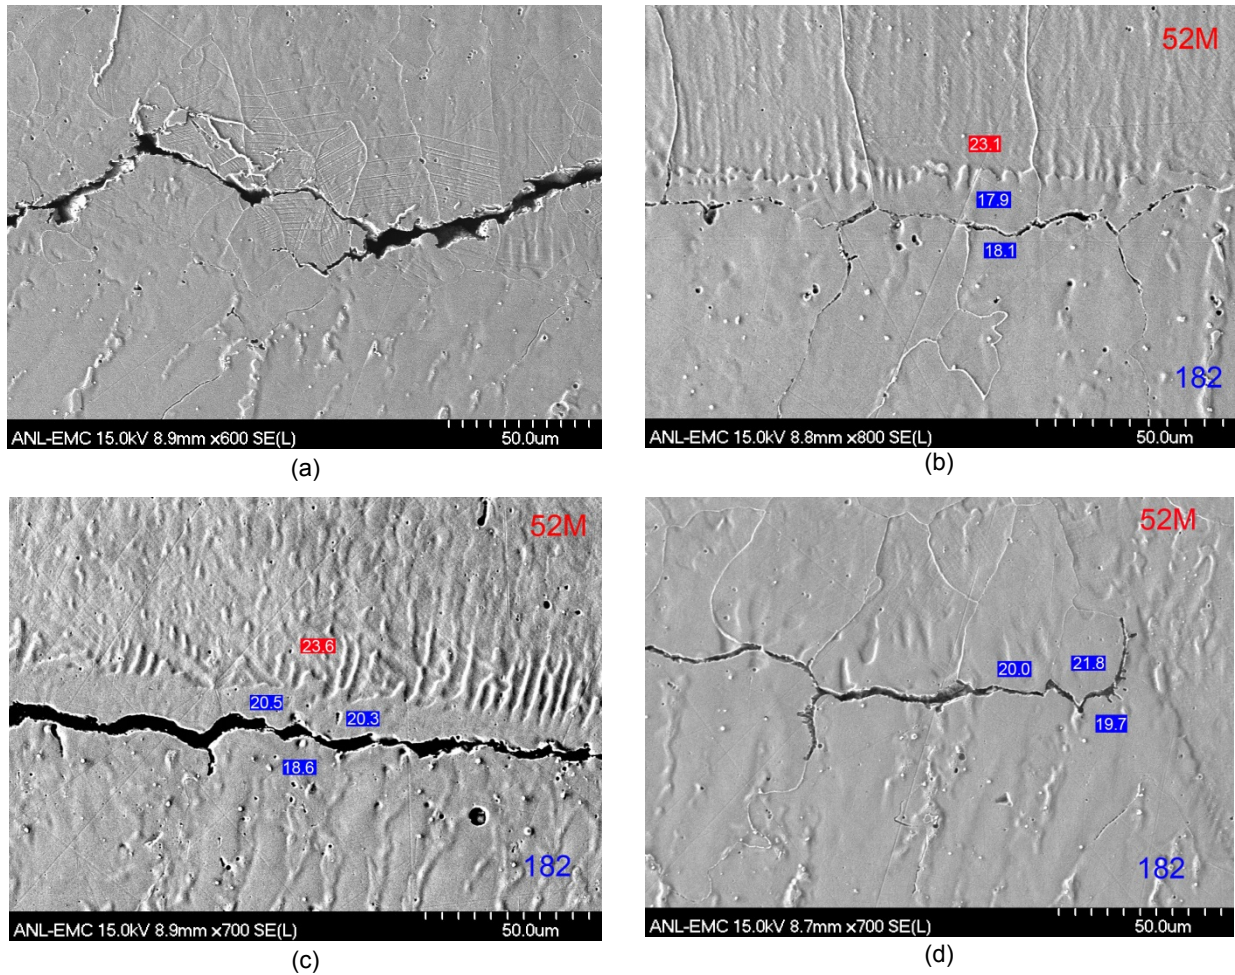 52M
23.1
17.9
18.1
182
ANL-EMC 15.0kV 8.9mm x600 SE(L)
50.0um
ANL-EMC 15.0kV 8.8mm x800 SE(L)
50.0um
(a)
(b)
52M
23.6
20.5
20.3
18.6
182
52M
20.0
21.8
19.7
182
ANL-EMC 15.0kV 8.9mm x700 SE(L)
50.0um
ANL-EMC 15.0kV 8.7mm x700 SE(L)
50.0um
(c)
(d)